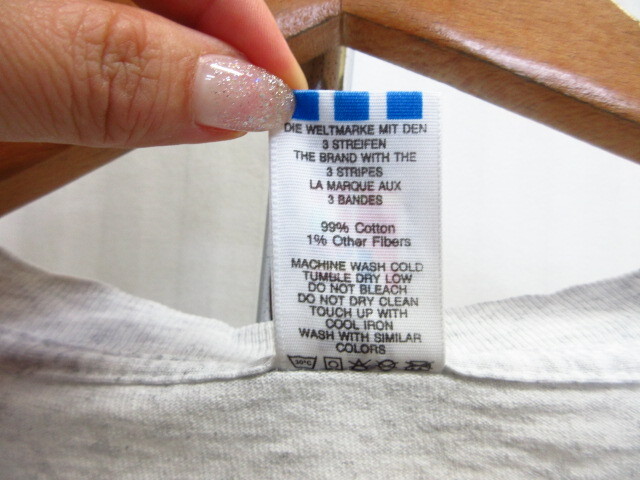 DIE WELTMARKE MIT DEN
3 STREIFEN
THE BRAND WITH THE
3 STRIPES
LA MARQUE AUX
3 BANDES
99% Cotton
1% Other Fibers
MACHINE WASH COLD
TUMBLE DRY LOW
DO NOT BLEACH
DO NOT DRY CLEAN
TOUCH UP WITH
COOL IRON
WASH WITH SIMILAR
COLORS
30°C